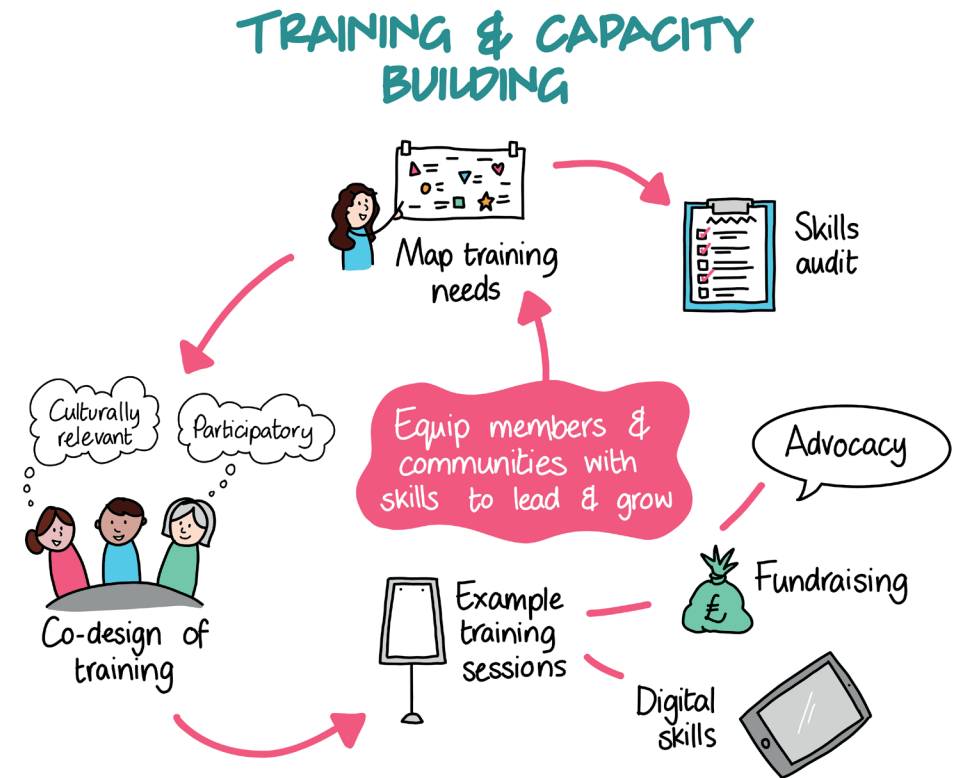 TRAINING & CAPACITY
BUILDING
Map training
needs
Skills
audit
Culturally
relevant
Participatory
Equip members &
communities with
skills to lead & grow
Advocacy
Co-design of
training
Example
training
sessions
Fundraising
£
Digital
skills